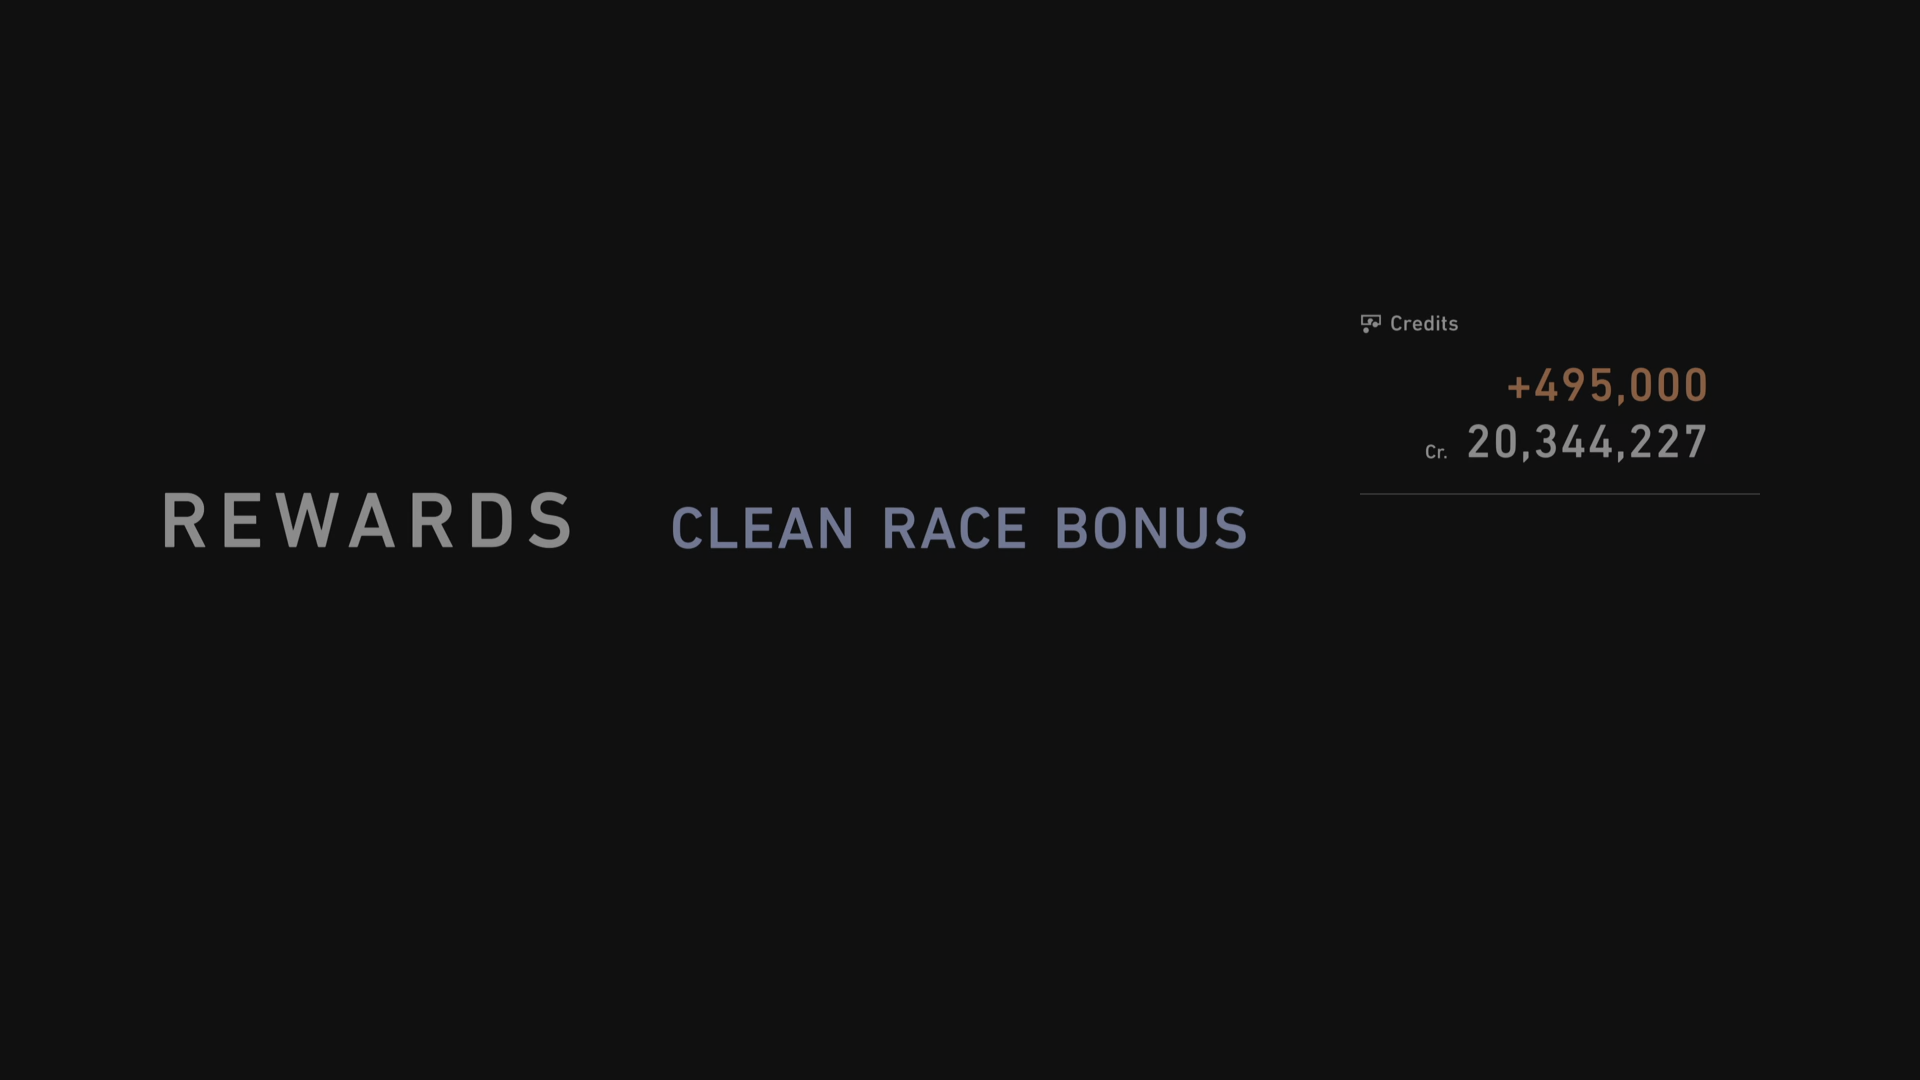 REWARDS
CLEAN RACE BONUS
Credits
+495,000
Cr. 20,344,227